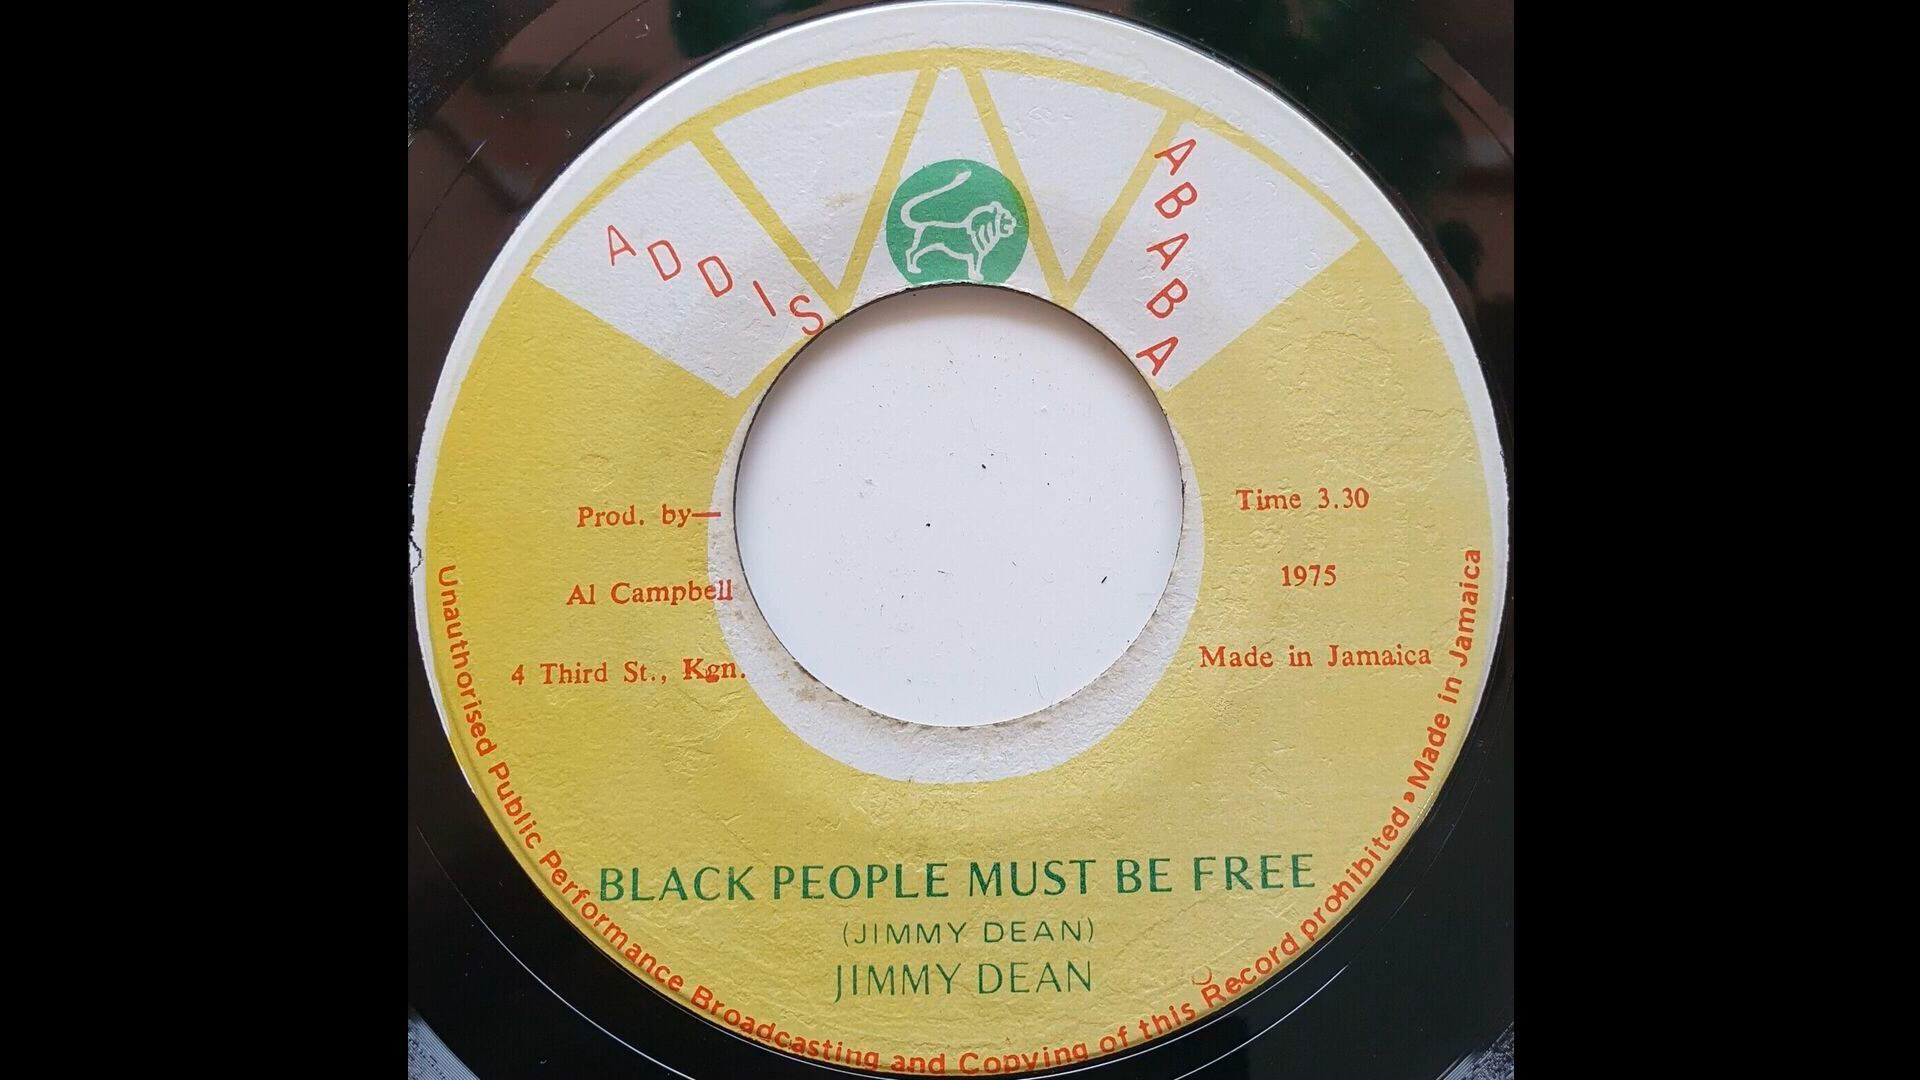 ADDIS
ABABA
Prod. by—
Al Campbell
4 Third St., Kgn.
Time 3.30
1975
Made in Jamaica
BLACK PEOPLE MUST BE FREE
(JIMMY DEAN)
JIMMY DEAN
Unauthorised Public Performance Broadcasting and Copying of this Record prohibited • Made in Jamaica